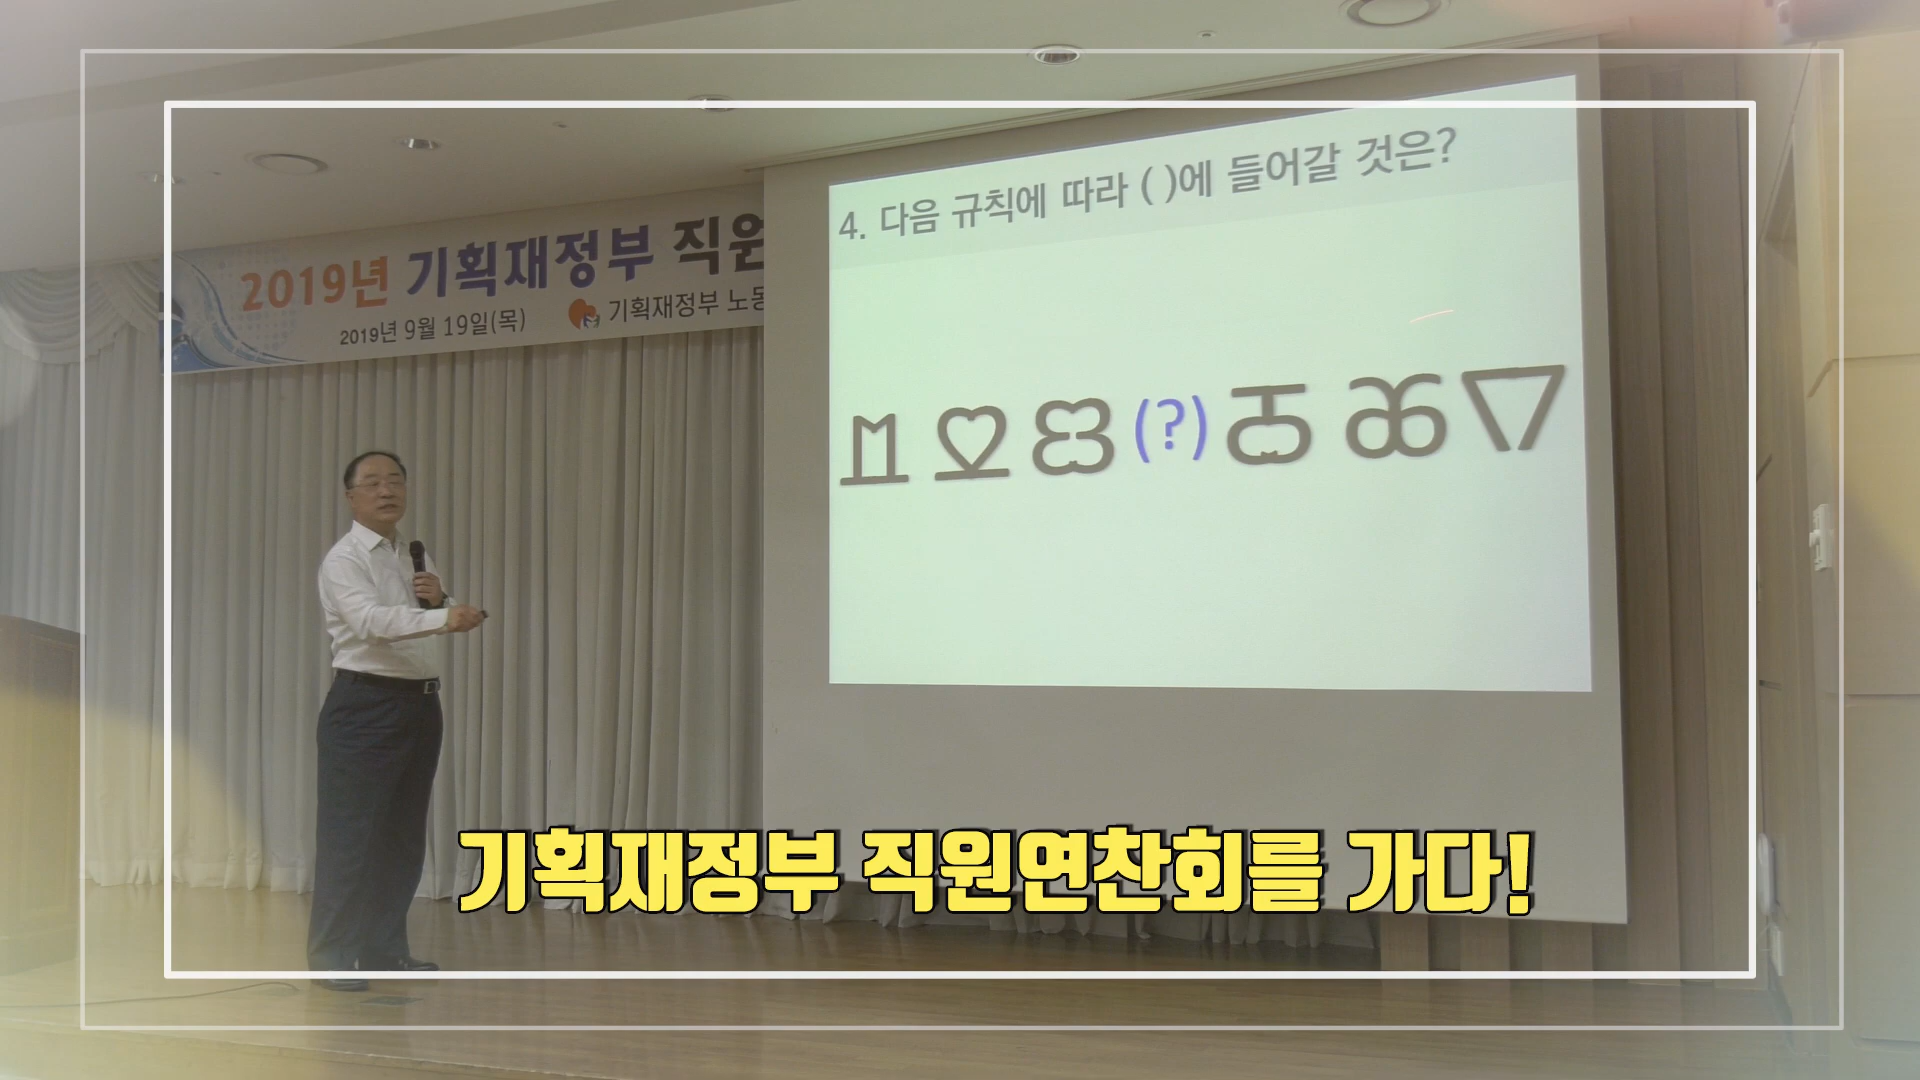 4. 다음 규칙에 따라 ( )에 들어갈 것은?
2019년 기획재정부 직원
2019년 9월 19일(목) 기획재정부 노동
(?)
기획재정부 직원연찬회를 가다!